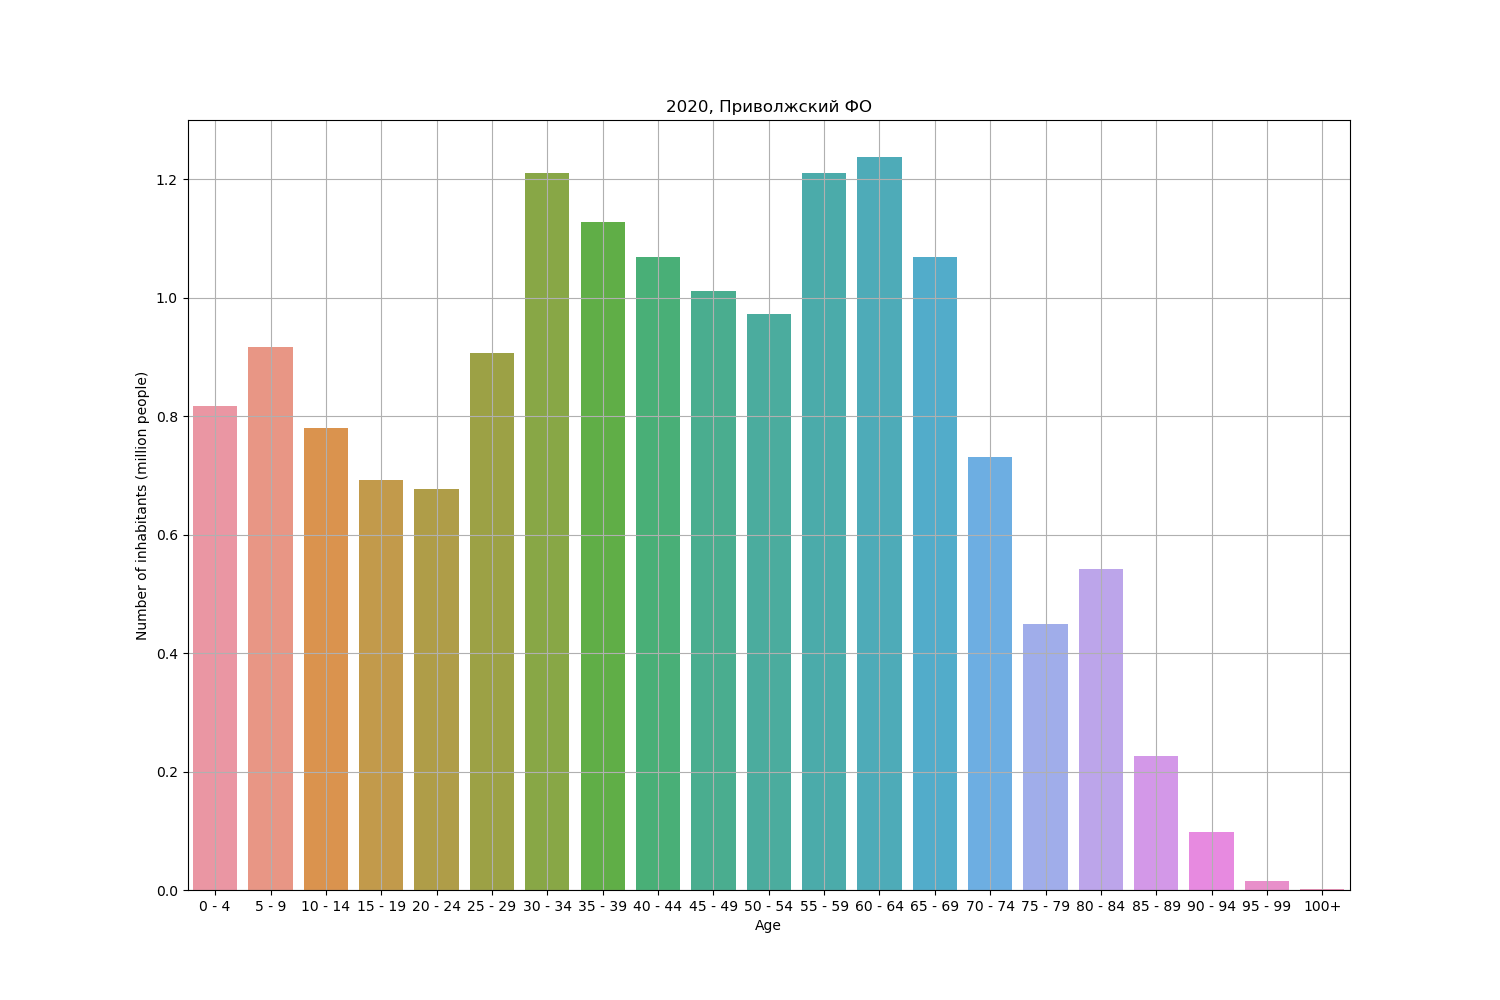 2020, Приволжский ФО
Number of inhabitants (million people)
1.2
1.0
0.8
0.6
0.4
0.2
0.0
0 - 4 5 - 9 10 - 14 15 - 19 20 - 24 25 - 29 30 - 34 35 - 39 40 - 44 45 - 49 50 - 54 55 - 59 60 - 64 65 - 69 70 - 74 75 - 79 80 - 84 85 - 89 90 - 94 95 - 99 100+
Age